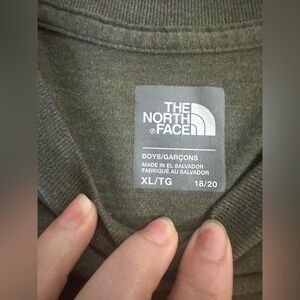 THE
NORTH
®FACE
BOYS/GARÇONS
MADE IN EL SALVADOR
FABRIQUÉ AU SALVADOR
XL/TG 18/20